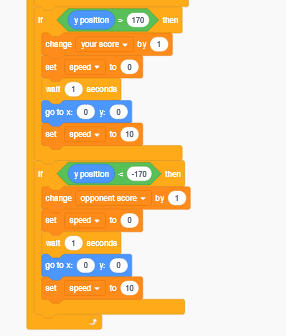 if y position > 170 then
change your score by 1
set speed to 0
wait 1 seconds
go to x: 0 y: 0
set speed to 10
if y position < -170 then
change opponent score by 1
set speed to 0
wait 1 seconds
go to x: 0 y: 0
set speed to 10